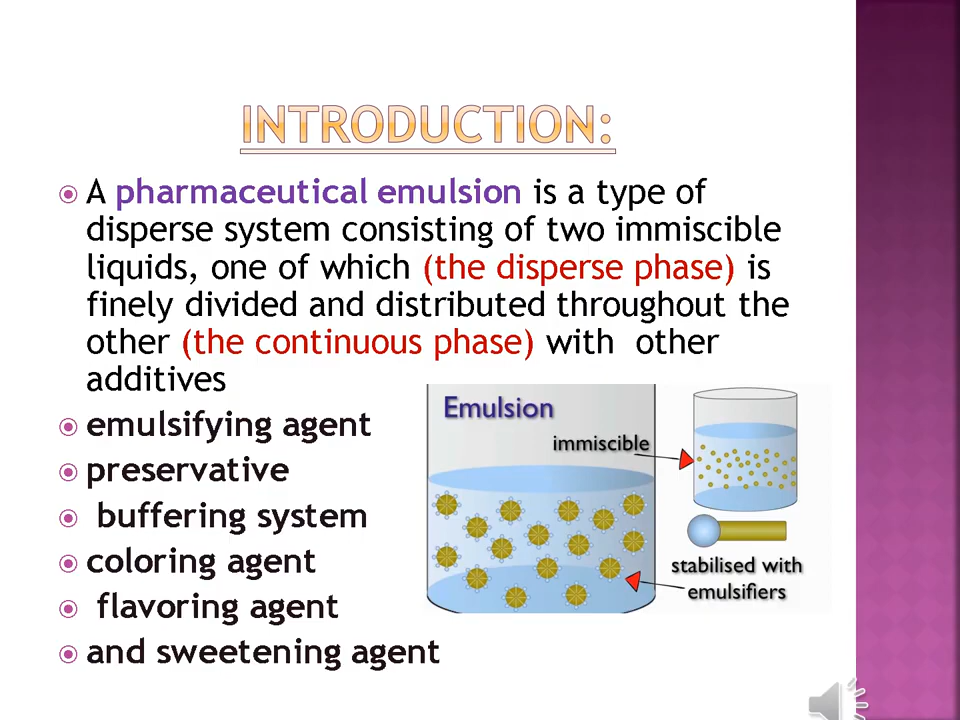 INTRODUCTION:
A pharmaceutical emulsion is a type of
disperse system consisting of two immiscible
liquids, one of which (the disperse phase) is
finely divided and distributed throughout the
other (the continuous phase) with other
additives
emulsifying agent
preservative
buffering system
coloring agent
flavoring agent
and sweetening agent
Emulsion
immiscible
stabilised with
emulsifiers